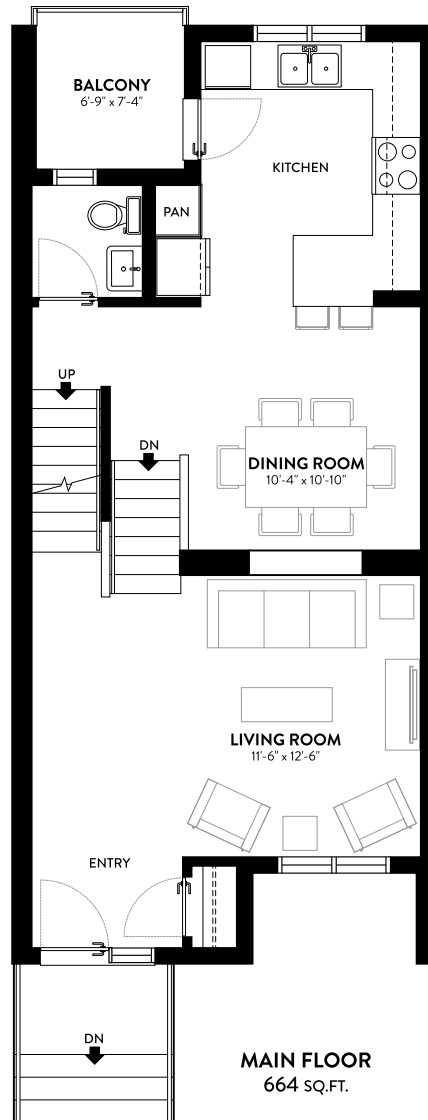 BALCONY
6'-9" x 7'-4"
KITCHEN
PAN
UP
DN
DINING ROOM
10'-4" x 10'-10"
LIVING ROOM
11'-6" x 12'-6"
ENTRY
DN
MAIN FLOOR
664 SQ.FT.